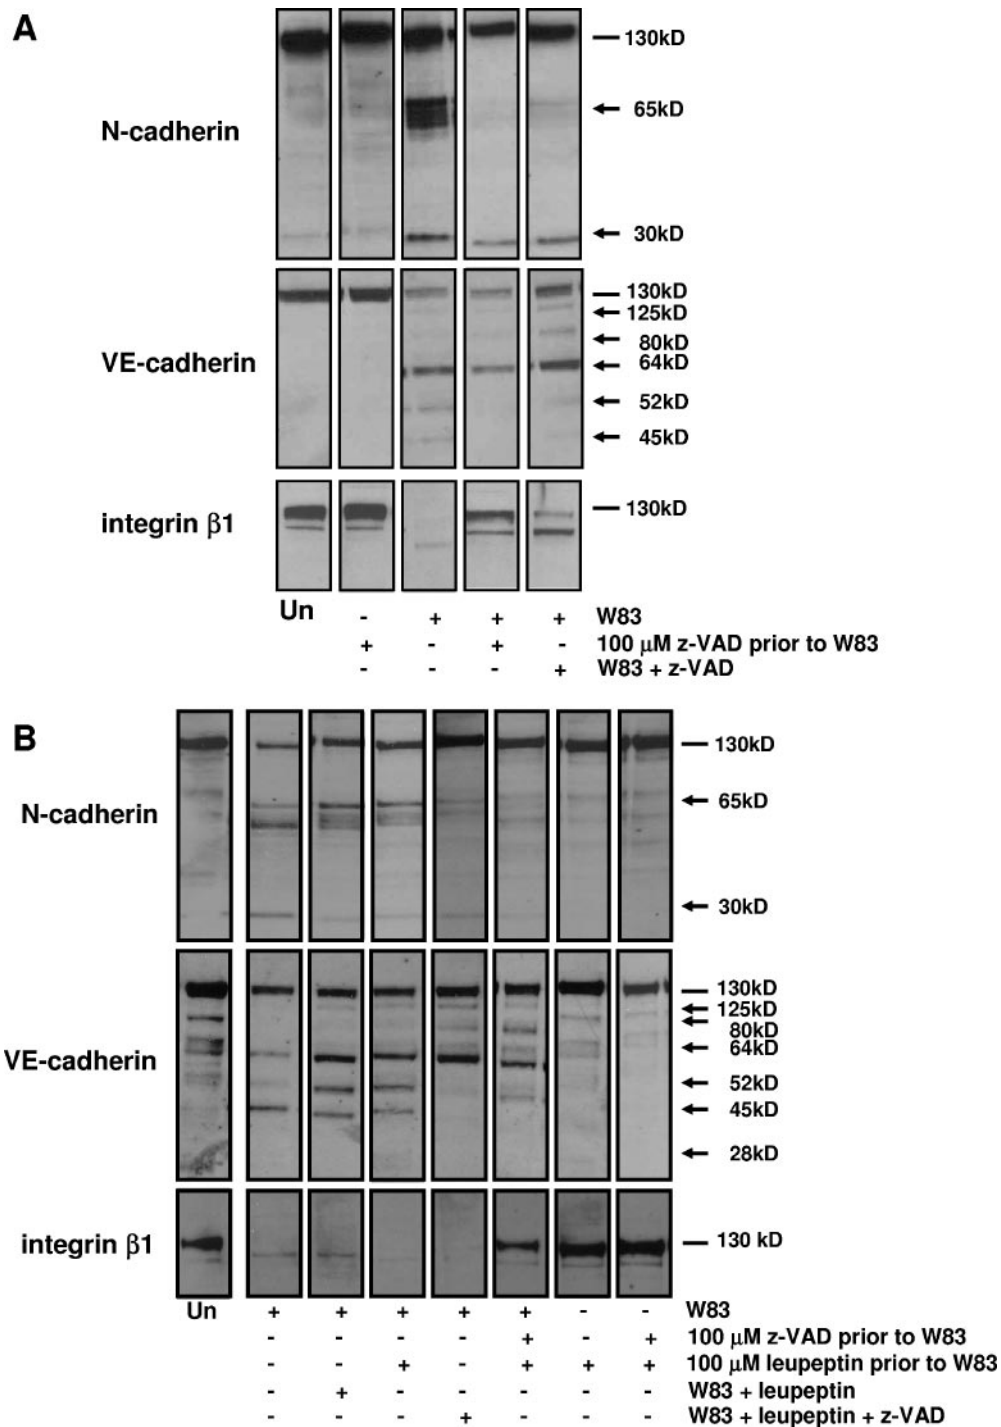 A
N-cadherin
130kD
65kD
30kD
VE-cadherin
130kD
125kD
80kD
64kD
52kD
45kD
integrin β1
130kD
Un - + + + W83
+ - + - 100 μM z-VAD prior to W83
- - - + W83 + z-VAD
B
N-cadherin
130kD
65kD
30kD
VE-cadherin
130kD
125kD
80kD
64kD
52kD
45kD
28kD
integrin β1
130 kD
Un + + + + + - - W83
- - - - + - + 100 μM z-VAD prior to W83
- - + - + + + 100 μM leupeptin prior to W83
- + - - - - - W83 + leupeptin
- - - + - - - W83 + leupeptin + z-VAD